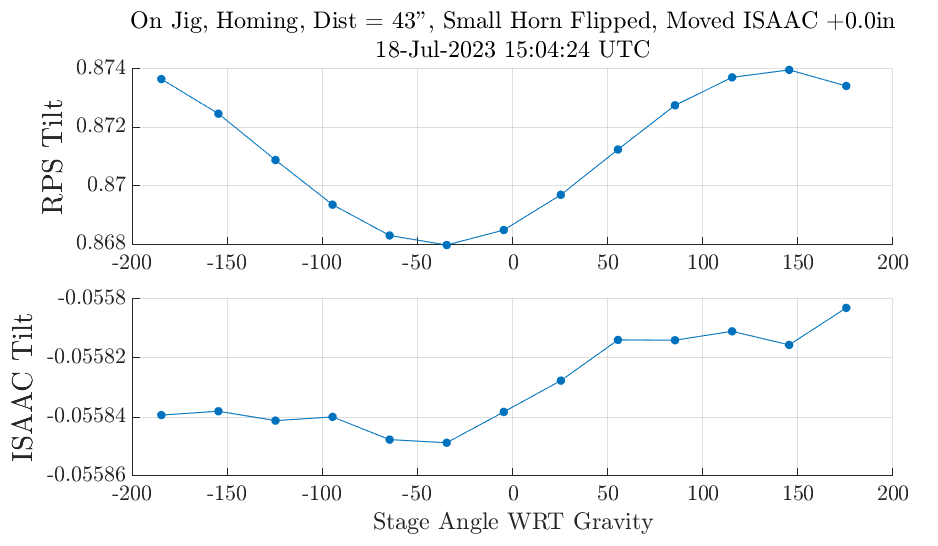 On Jig, Homing, Dist = 43”, Small Horn Flipped, Moved ISAAC +0.0in
18-Jul-2023 15:04:24 UTC
RPS Tilt
0.874
0.872
0.87
0.868
-200 -150 -100 -50 0 50 100 150 200
ISAAC Tilt
-0.0558
-0.05582
-0.05584
-0.05586
-200 -150 -100 -50 0 50 100 150 200
Stage Angle WRT Gravity